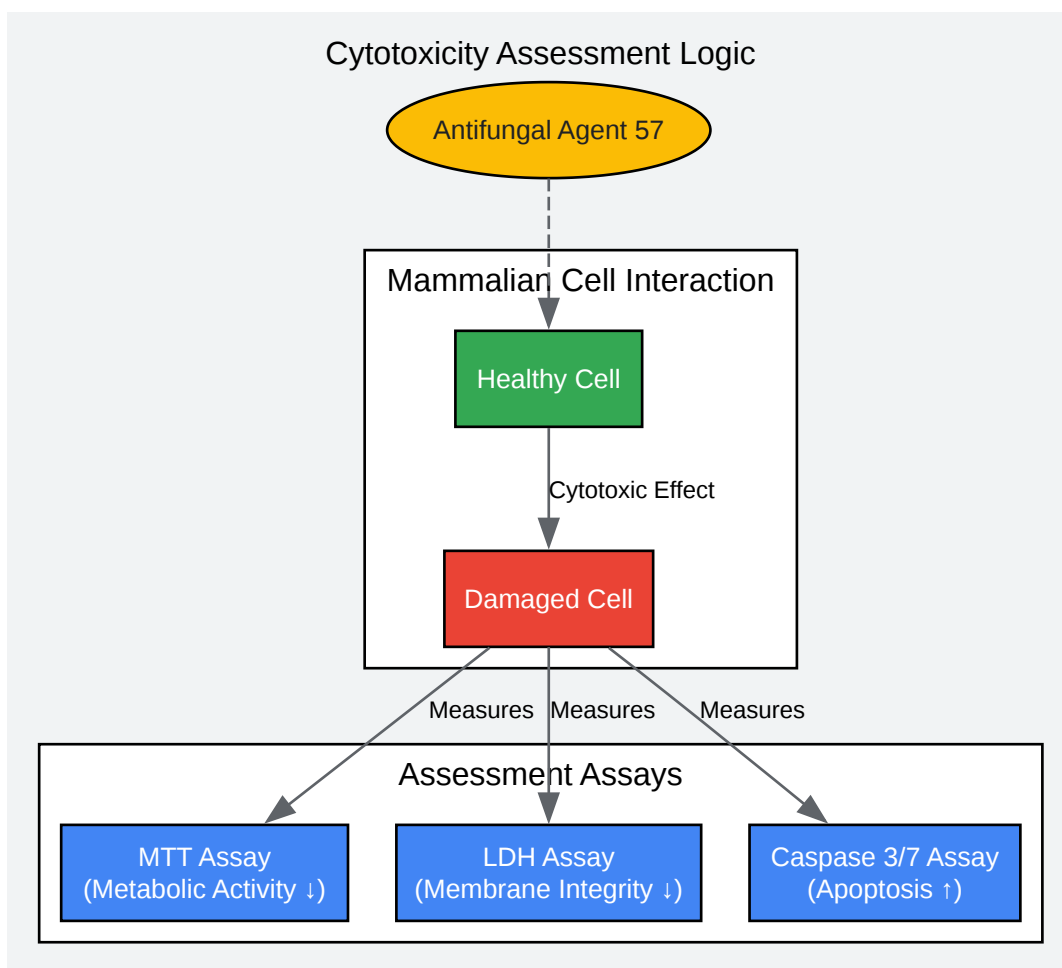 Cytotoxicity Assessment Logic
Antifungal Agent 57
Mammalian Cell Interaction
Healthy Cell
Cytotoxic Effect
Damaged Cell
Measures
Measures
Measures
Assessment Assays
MTT Assay
(Metabolic Activity ↓)
LDH Assay
(Membrane Integrity ↓)
Caspase 3/7 Assay
(Apoptosis ↑)